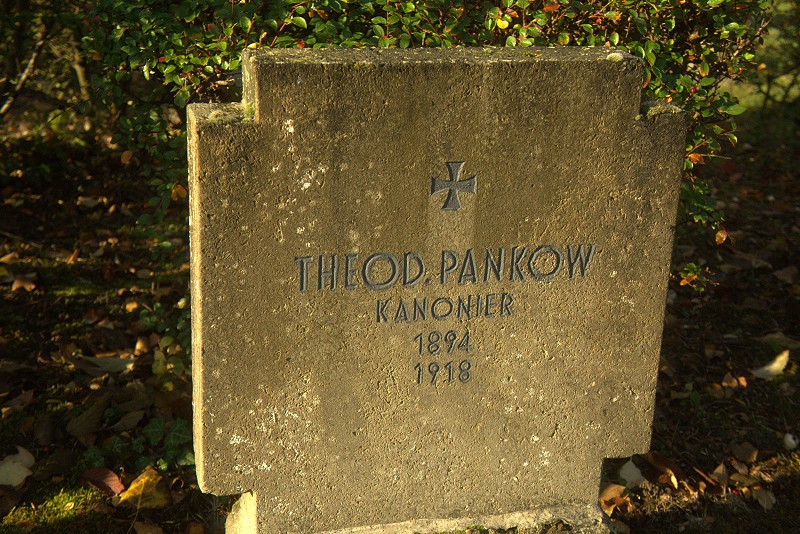 THEOD. PANKOW
KANONIER
1894
1918